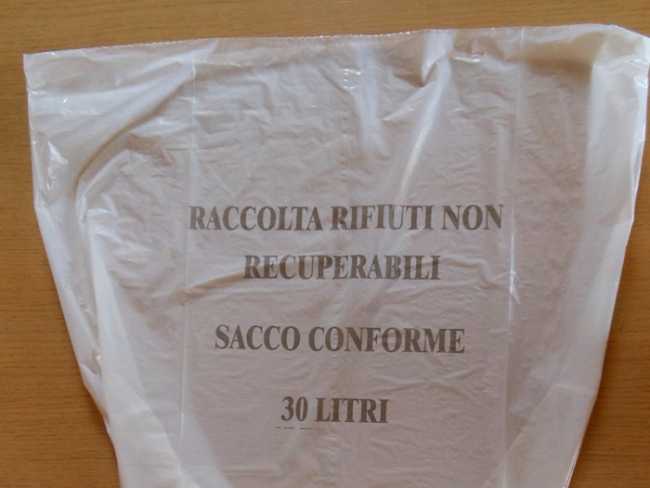 RACCOLTA RIFIUTI NON
RECUPERABILI
SACCO CONFORME
30 LITRI